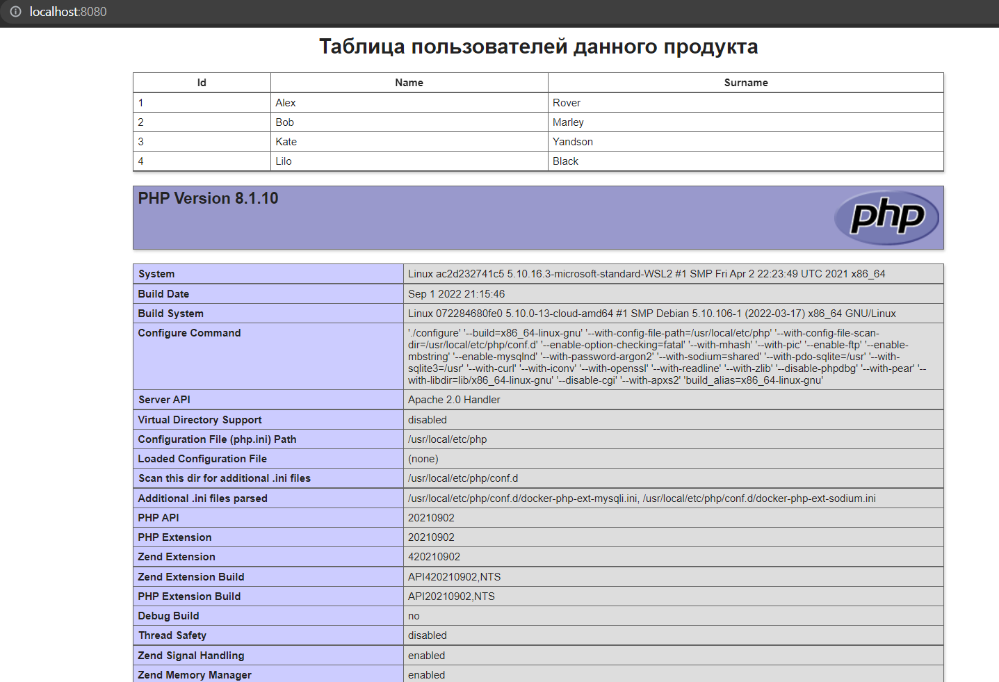 localhost:8080
Таблица пользователей данного продукта
Id Name Surname
1 Alex Rover
2 Bob Marley
3 Kate Yandson
4 Lilo Black
PHP Version 8.1.10
php
System Linux ac2d232741c5 5.10.16.3-microsoft-standard-WSL2 #1 SMP Fri Apr 2 22:23:49 UTC 2021 x86_64
Build Date Sep 1 2022 21:15:46
Build System Linux 072284680fe0 5.10.0-13-cloud-amd64 #1 SMP Debian 5.10.106-1 (2022-03-17) x86_64 GNU/Linux
Configure Command './configure' '--build=x86_64-linux-gnu' '--with-config-file-path=/usr/local/etc/php' '--with-config-file-scan-
dir=/usr/local/etc/php/conf.d' '--enable-option-checking=fatal' '--with-mhash' '--with-pic' '--enable-ftp' '--enable-
mbstring' '--enable-mysqlnd' '--with-password-argon2' '--with-sodium=shared' '--with-pdo-sqlite=/usr' '--with-
sqlite3=/usr' '--with-curl' '--with-iconv' '--with-openssl' '--with-readline' '--with-zlib' '--disable-phpdbg' '--with-pear' '--
with-libdir=lib/x86_64-linux-gnu' '--disable-cgi' '--with-apxs2' 'build_alias=x86_64-linux-gnu'
Server API Apache 2.0 Handler
Virtual Directory Support disabled
Configuration File (php.ini) Path /usr/local/etc/php
Loaded Configuration File (none)
Scan this dir for additional .ini files /usr/local/etc/php/conf.d
Additional .ini files parsed /usr/local/etc/php/conf.d/docker-php-ext-mysqli.ini, /usr/local/etc/php/conf.d/docker-php-ext-sodium.ini
PHP API 20210902
PHP Extension 20210902
Zend Extension 420210902
Zend Extension Build API420210902,NTS
PHP Extension Build API20210902,NTS
Debug Build no
Thread Safety disabled
Zend Signal Handling enabled
Zend Memory Manager enabled